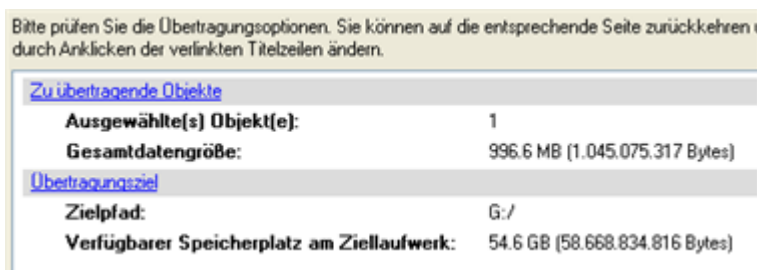 Bitte prüfen Sie die Übertragungsoptionen. Sie können auf die entsprechende Seite zurückkehren
durch Anklicken der verlinkten Titelzeilen ändern.
Zu übertragende Objekte
Ausgewählte(s) Objekt(e): 1
Gesamtdatengröße: 996.6 MB (1.045.075.317 Bytes)
Übertragungsziel
Zielpfad: G:/
Verfügbarer Speicherplatz am Ziellaufwerk: 54.6 GB (58.668.834.816 Bytes)